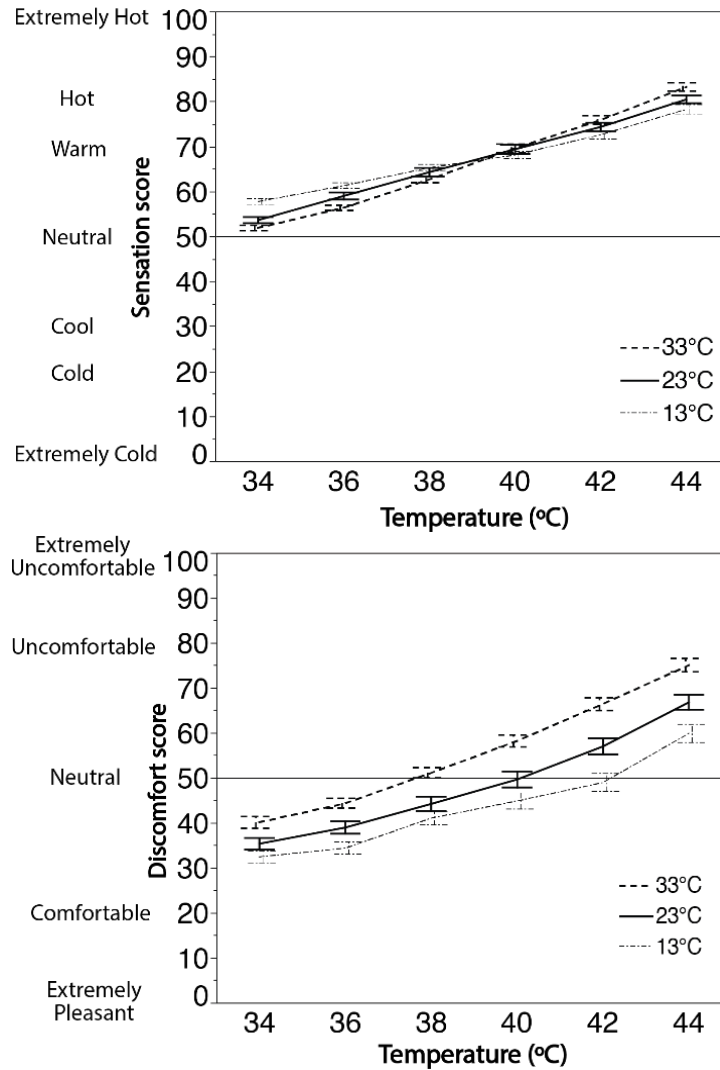 Extremely Hot
Hot
Warm
Neutral
Cool
Cold
Extremely Cold
Sensation score
100
90
80
70
60
50
40
30
20
10
0
33°C
23°C
13°C
34 36 38 40 42 44
Temperature (ºC)
Extremely
Uncomfortable
Uncomfortable
Neutral
Comfortable
Extremely
Pleasant
Discomfort score
100
90
80
70
60
50
40
30
20
10
0
33°C
23°C
13°C
34 36 38 40 42 44
Temperature (ºC)